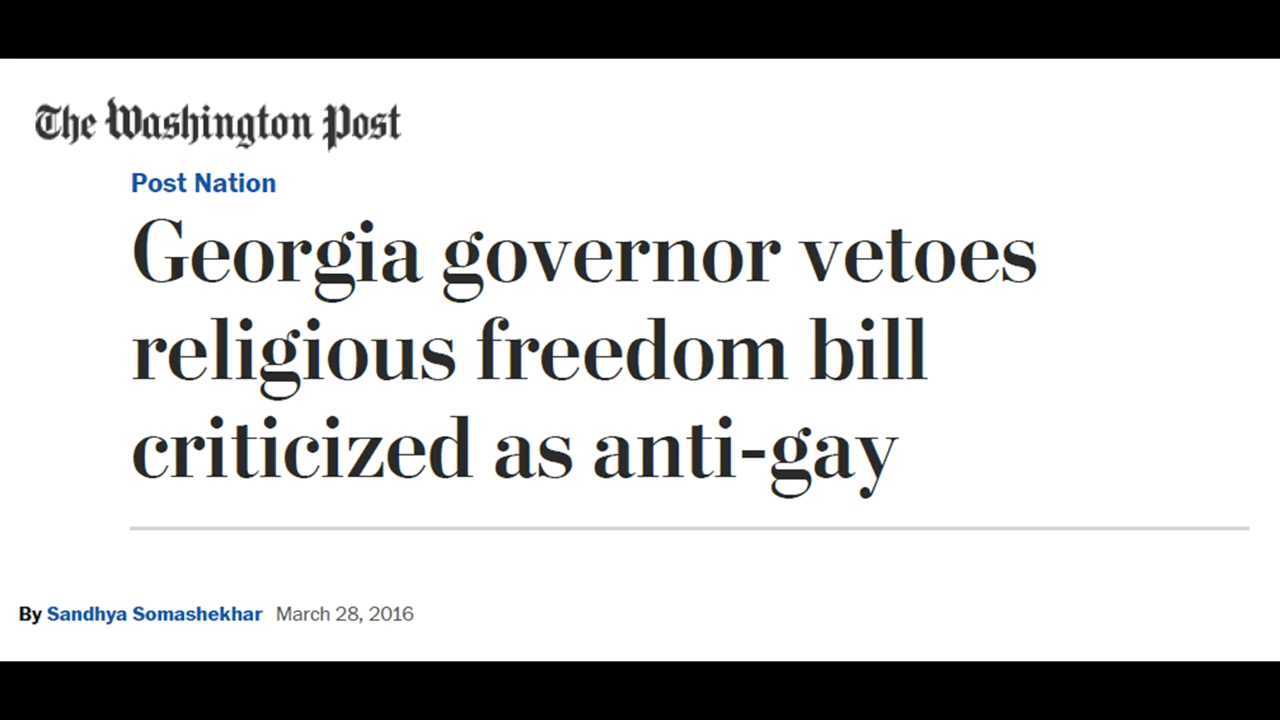 The Washington Post
Post Nation
Georgia governor vetoes
religious freedom bill
criticized as anti-gay
By Sandhya Somashekhar March 28, 2016